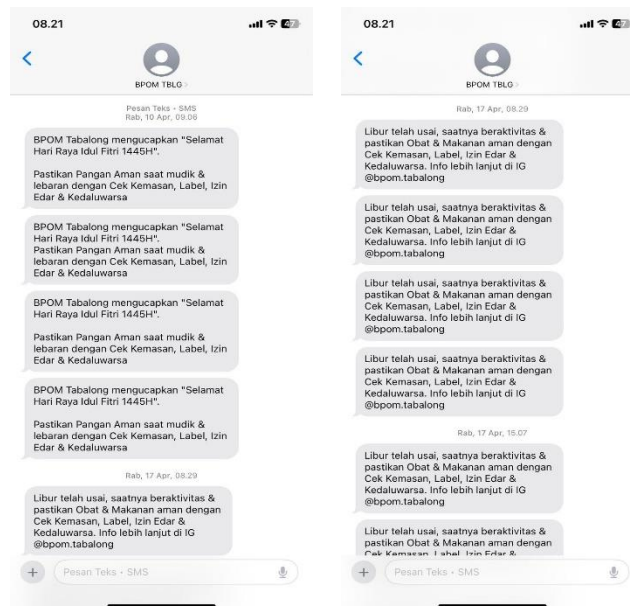 08.21
47
BPOM TBLG
Pesan Teks • SMS
Rab, 10 Apr, 09.06
BPOM Tabalong mengucapkan "Selamat
Hari Raya Idul Fitri 1445H".
Pastikan Pangan Aman saat mudik &
lebaran dengan Cek Kemasan, Label, Izin
Edar & Kedaluwarsa
BPOM Tabalong mengucapkan "Selamat
Hari Raya Idul Fitri 1445H".
Pastikan Pangan Aman saat mudik &
lebaran dengan Cek Kemasan, Label, Izin
Edar & Kedaluwarsa
BPOM Tabalong mengucapkan "Selamat
Hari Raya Idul Fitri 1445H".
Pastikan Pangan Aman saat mudik &
lebaran dengan Cek Kemasan, Label, Izin
Edar & Kedaluwarsa
BPOM Tabalong mengucapkan "Selamat
Hari Raya Idul Fitri 1445H".
Pastikan Pangan Aman saat mudik &
lebaran dengan Cek Kemasan, Label, Izin
Edar & Kedaluwarsa
Rab, 17 Apr, 08.29
Libur telah usai, saatnya beraktivitas &
pastikan Obat & Makanan aman dengan
Cek Kemasan, Label, Izin Edar &
Kedaluwarsa. Info lebih lanjut di IG
@bpom.tabalong
Pesan Teks • SMS
08.21
47
BPOM TBLG
Rab, 17 Apr, 08.29
Libur telah usai, saatnya beraktivitas &
pastikan Obat & Makanan aman dengan
Cek Kemasan, Label, Izin Edar &
Kedaluwarsa. Info lebih lanjut di IG
@bpom.tabalong
Libur telah usai, saatnya beraktivitas &
pastikan Obat & Makanan aman dengan
Cek Kemasan, Label, Izin Edar &
Kedaluwarsa. Info lebih lanjut di IG
@bpom.tabalong
Libur telah usai, saatnya beraktivitas &
pastikan Obat & Makanan aman dengan
Cek Kemasan, Label, Izin Edar &
Kedaluwarsa. Info lebih lanjut di IG
@bpom.tabalong
Libur telah usai, saatnya beraktivitas &
pastikan Obat & Makanan aman dengan
Cek Kemasan, Label, Izin Edar &
Kedaluwarsa. Info lebih lanjut di IG
@bpom.tabalong
Rab, 17 Apr, 15.07
Libur telah usai, saatnya beraktivitas &
pastikan Obat & Makanan aman dengan
Cek Kemasan, Label, Izin Edar &
Kedaluwarsa. Info lebih lanjut di IG
@bpom.tabalong
Libur telah usai, saatnya beraktivitas &
pastikan Obat & Makanan aman dengan
Cek Kemasan, Label, Izin Edar &
Pesan Teks • SMS